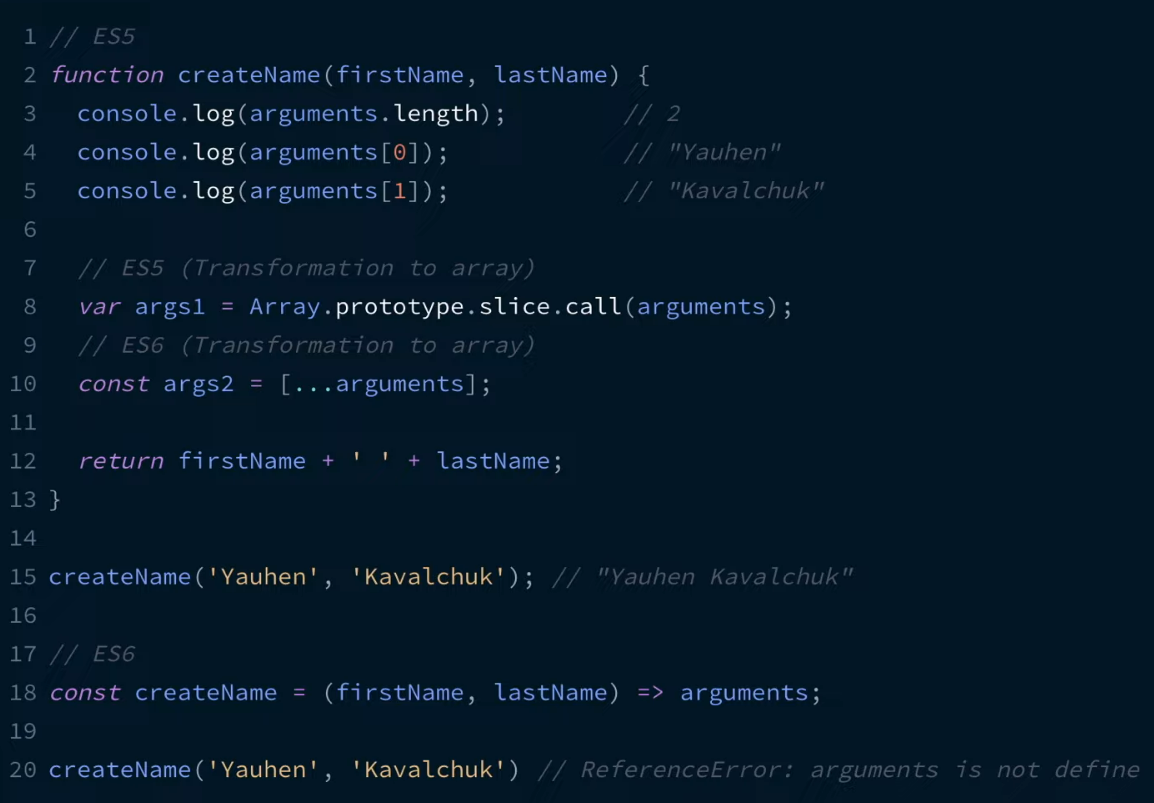 1 // ES5
2 function createName(firstName, lastName) {
3   console.log(arguments.length);        // 2
4   console.log(arguments[0]);            // "Yauhen"
5   console.log(arguments[1]);            // "Kavalchuk"
6
7   // ES5 (Transformation to array)
8   var args1 = Array.prototype.slice.call(arguments);
9   // ES6 (Transformation to array)
10   const args2 = [...arguments];
11
12   return firstName + ' ' + lastName;
13 }
14
15 createName('Yauhen', 'Kavalchuk'); // "Yauhen Kavalchuk"
16
17 // ES6
18 const createName = (firstName, lastName) => arguments;
19
20 createName('Yauhen', 'Kavalchuk') // ReferenceError: arguments is not define